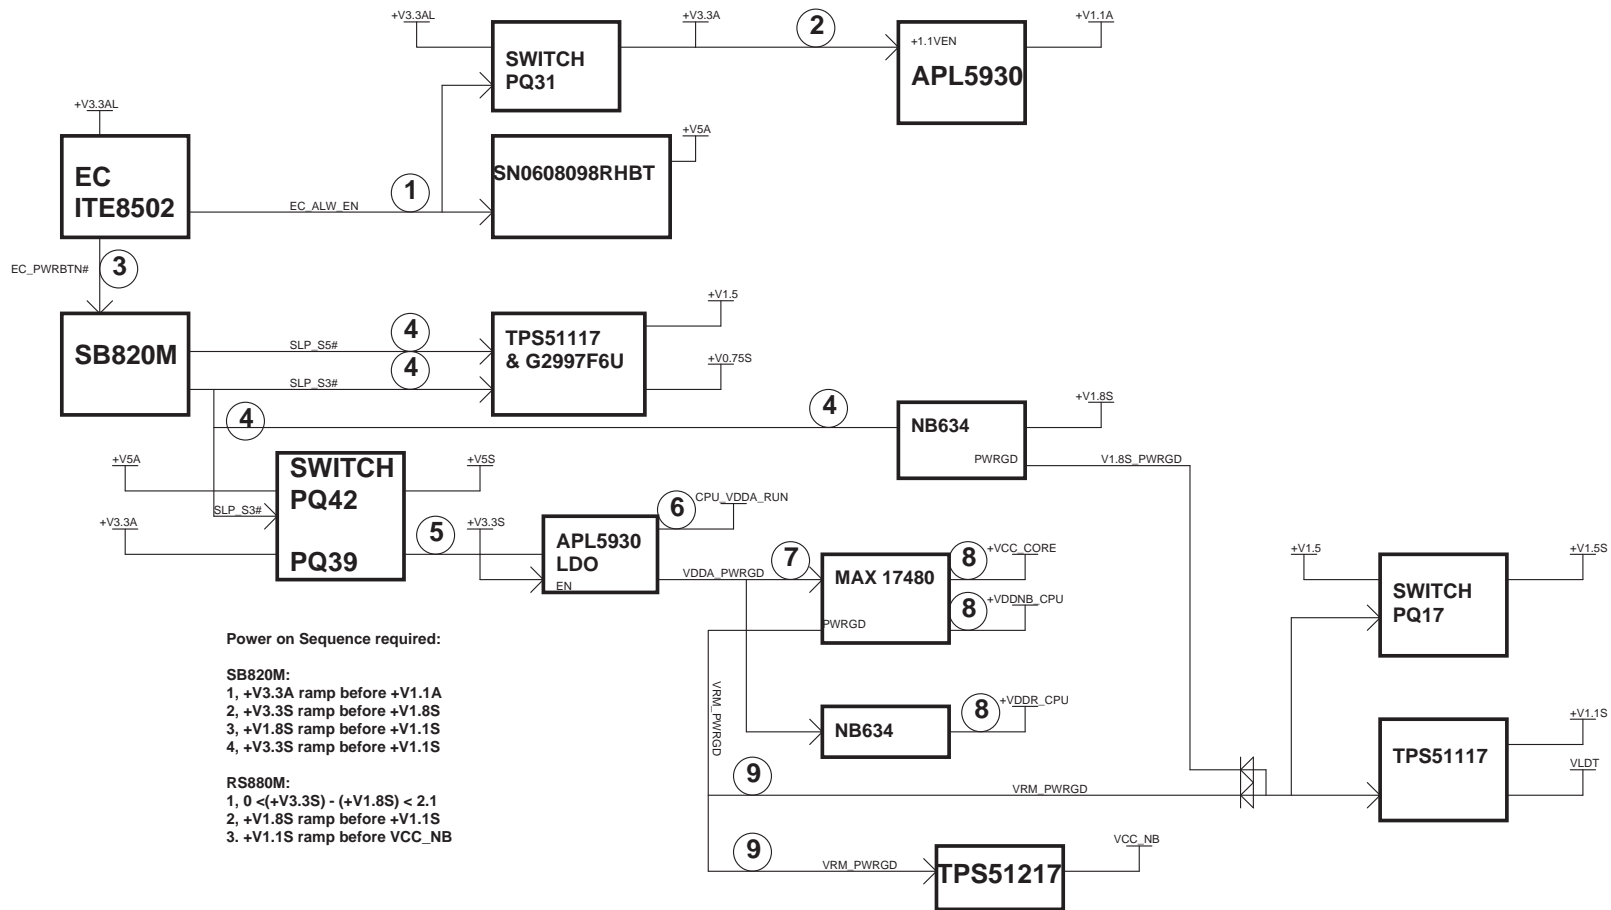 +V3.3AL
+V3.3A
2
+V1.1A
SWITCH
PQ31
+1.1VEN
APL5930
+V3.3AL
EC
ITE8502
+V5A
SN0608098RHBT
1
EC_ALW_EN
EC_PWRBTN#
3
SB820M
SLP_S5#
4
SLP_S3#
4
TPS51117
& G2997F6U
+V1.5
+V0.75S
4
4
NB634
PWRGD
+V1.8S
V1.8S_PWRGD
+V5A
SWITCH
PQ42
PQ39
+V5S
SLP_S3#
+V3.3A
5
+V3.3S
APL5930
LDO
EN
6
CPU_VDDA_RUN
VDDA_PWRGD
7
MAX 17480
PWRGD
8
+VCC_CORE
8
+VDDNB_CPU
+V1.5
SWITCH
PQ17
+V1.5S
VRM_PWRGD
NB634
8
+VDDR_CPU
TPS51117
+V1.1S
VLDT
9
VRM_PWRGD
9
VRM_PWRGD
TPS51217
VCC_NB
Power on Sequence required:
SB820M:
1, +V3.3A ramp before +V1.1A
2, +V3.3S ramp before +V1.8S
3, +V1.8S ramp before +V1.1S
4, +V3.3S ramp before +V1.1S
RS880M:
1, 0 <(+V3.3S) - (+V1.8S) < 2.1
2, +V1.8S ramp before +V1.1S
3. +V1.1S ramp before VCC_NB